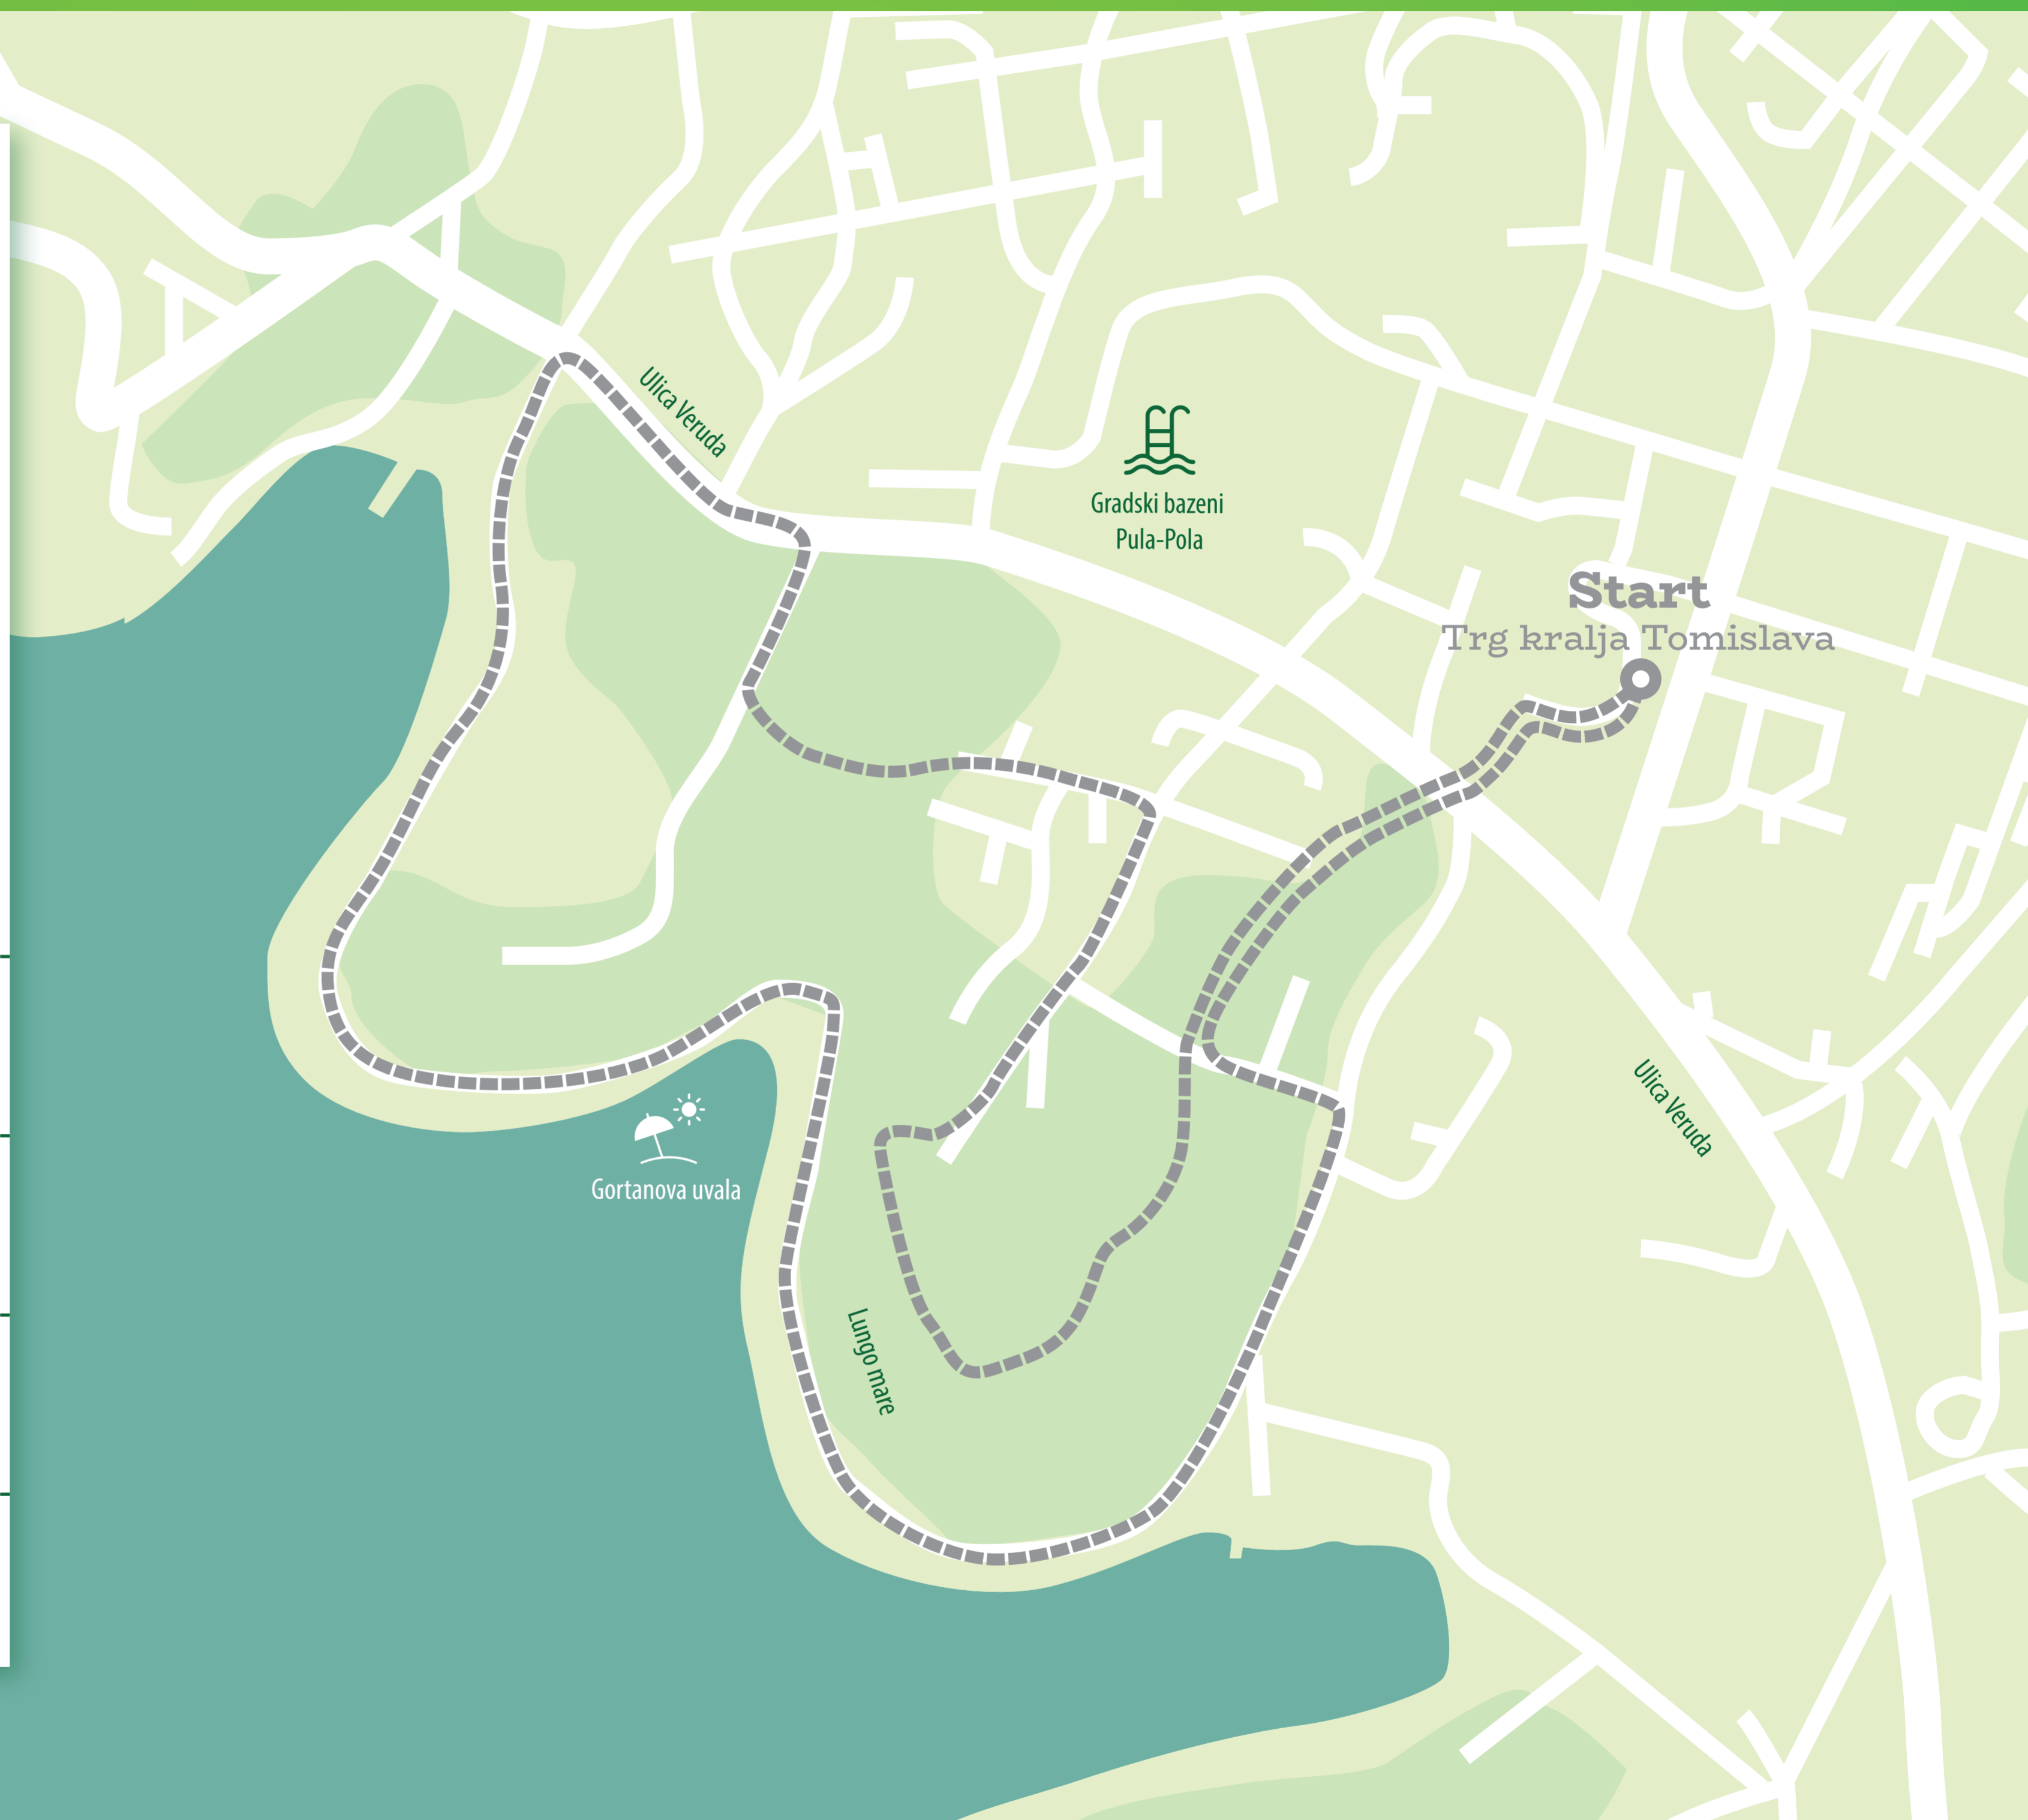 Ulica Veruda
Gradski bazeni
Pula-Pola
Start
Trg kralja Tomislava
Ulica Veruda
Gortanova uvala
Lungo mare